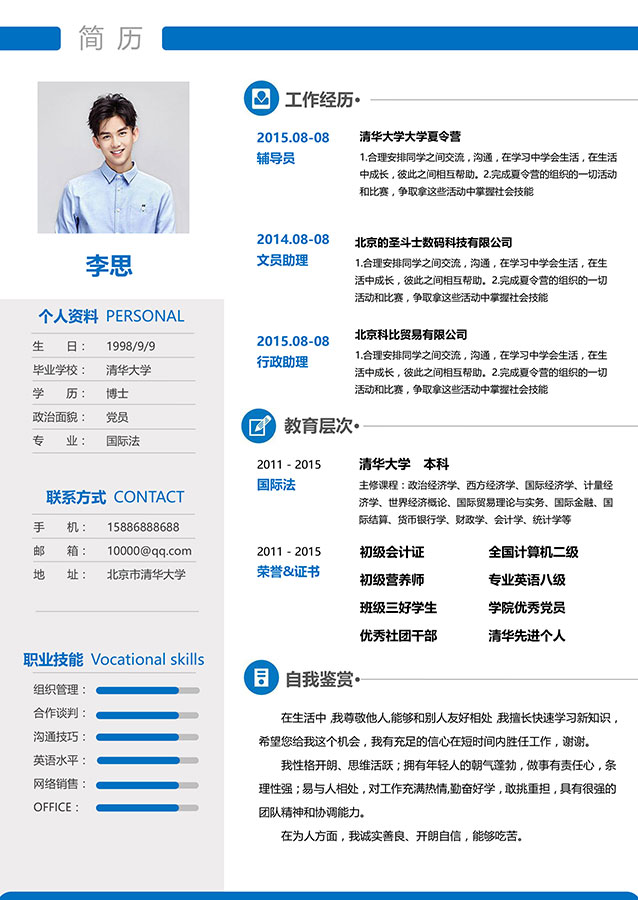 简 历
李思
个人资料 PERSONAL
生 日： 1998/9/9
毕业学校： 清华大学
学 历： 博士
政治面貌： 党员
专 业： 国际法
联系方式 CONTACT
手 机： 15886888688
邮 箱： 10000@qq.com
地 址： 北京市清华大学
职业技能 Vocational skills
组织管理：
合作谈判：
沟通技巧：
英语水平：
网络销售：
OFFICE：
工作经历
2015.08-08 清华大学大学夏令营
辅导员
1.合理安排同学之间交流，沟通，在学习中学会生活，在生活
中成长，彼此之间相互帮助。2.完成夏令营的组织的一切活动
和比赛，争取拿这些活动中掌握社会技能
2014.08-08 北京的圣斗士数码科技有限公司
文员助理
1.合理安排同学之间交流，沟通，在学习中学会生活，在生
活中成长，彼此之间相互帮助。2.完成夏令营的组织的一切
活动和比赛，争取拿这些活动中掌握社会技能
2015.08-08 北京科比贸易有限公司
行政助理
1.合理安排同学之间交流，沟通，在学习中学会生活，在生
活中成长，彼此之间相互帮助。2.完成夏令营的组织的一切
活动和比赛，争取拿这些活动中掌握社会技能
教育层次
2011 - 2015 清华大学 本科
国际法
主修课程：政治经济学、西方经济学、国际经济学、计量经
济学、世界经济概论、国际贸易理论与实务、国际金融、国
际结算、货币银行学、财政学、会计学、统计学等
2011 - 2015 初级会计证 全国计算机二级
荣誉&证书
初级营养师 专业英语八级
班级三好学生 学院优秀党员
优秀社团干部 清华先进个人
自我鉴赏
在生活中，我尊敬他人,能够和别人友好相处，我擅长快速学习新知识，
希望您给我这个机会，我有充足的信心在短时间内胜任工作，谢谢。
我性格开朗、思维活跃；拥有年轻人的朝气蓬勃，做事有责任心，条
理性强；易与人相处，对工作充满热情,勤奋好学，敢挑重担，具有很强的
团队精神和协调能力。
在为人方面，我诚实善良、开朗自信，能够吃苦。